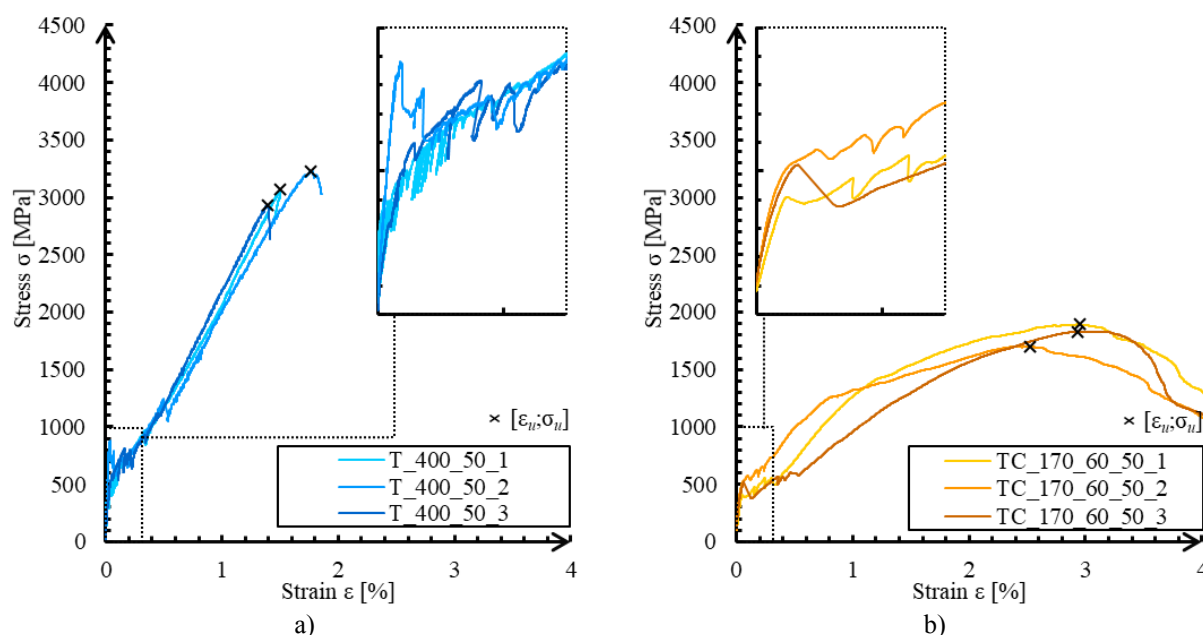 4500
4000
3500
3000
2500
2000
1500
1000
500
0
Stress σ [MPa]
× [εu;σu]
T_400_50_1
T_400_50_2
T_400_50_3
0 1 2 3 4
Strain ε [%]
a)
4500
4000
3500
3000
2500
2000
1500
1000
500
0
Stress σ [MPa]
× [εu;σu]
TC_170_60_50_1
TC_170_60_50_2
TC_170_60_50_3
0 1 2 3 4
Strain ε [%]
b)